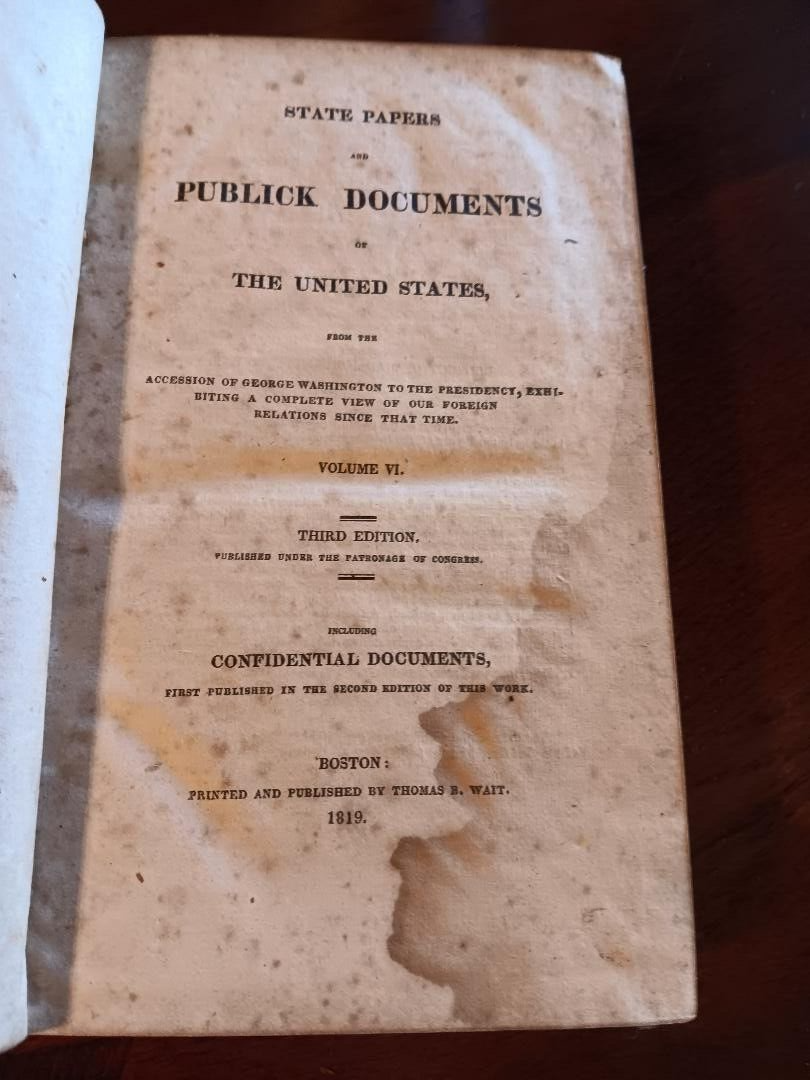 STATE PAPERS
AND
PUBLICK DOCUMENTS
OF
THE UNITED STATES,
FROM THE
ACCESSION OF GEORGE WASHINGTON TO THE PRESIDENCY, EXHI-
BITING A COMPLETE VIEW OF OUR FOREIGN
RELATIONS SINCE THAT TIME.
VOLUME VI.
THIRD EDITION.
PUBLISHED UNDER THE PATRONAGE OF CONGRESS.
INCLUDING
CONFIDENTIAL DOCUMENTS,
FIRST PUBLISHED IN THE SECOND EDITION OF THIS WORK.
BOSTON:
PRINTED AND PUBLISHED BY THOMAS B. WAIT.
1819.